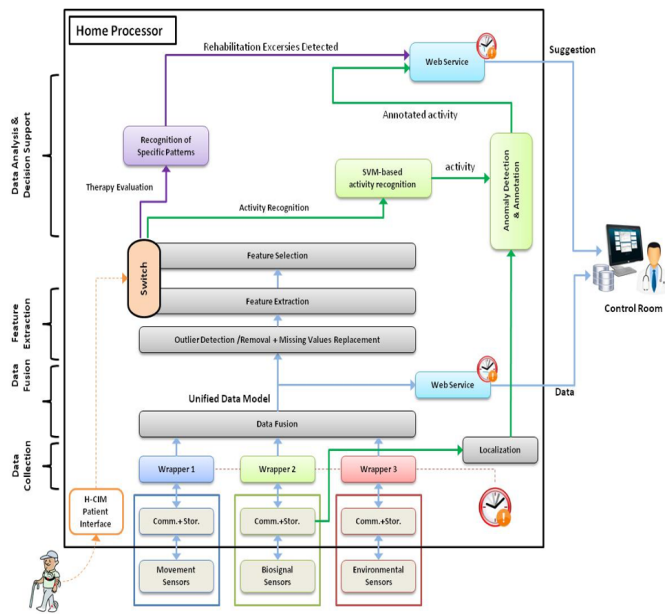 Home Processor
Rehabilitation Excersies Detected
Web Service
Suggestion
Annotated activity
Data Analysis &
Decision Support
Recognition of
Specific Patterns
SVM-based
activity recognition
activity
Anomaly Detection
& Annotation
Therapy Evaluation
Activity Recognition
Switch
Feature Selection
Control Room
Feature
Extraction
Feature Extraction
Outlier Detection /Removal + Missing Values Replacement
Data
Fusion
Web Service
Data
Unified Data Model
Data Fusion
Data
Collection
Localization
Wrapper 1
Wrapper 2
Wrapper 3
H-CIM
Patient
Interface
Comm.+ Stor.
Comm.+Stor.
Comm.+Stor.
Movement
Sensors
Biosignal
Sensors
Environmental
Sensors